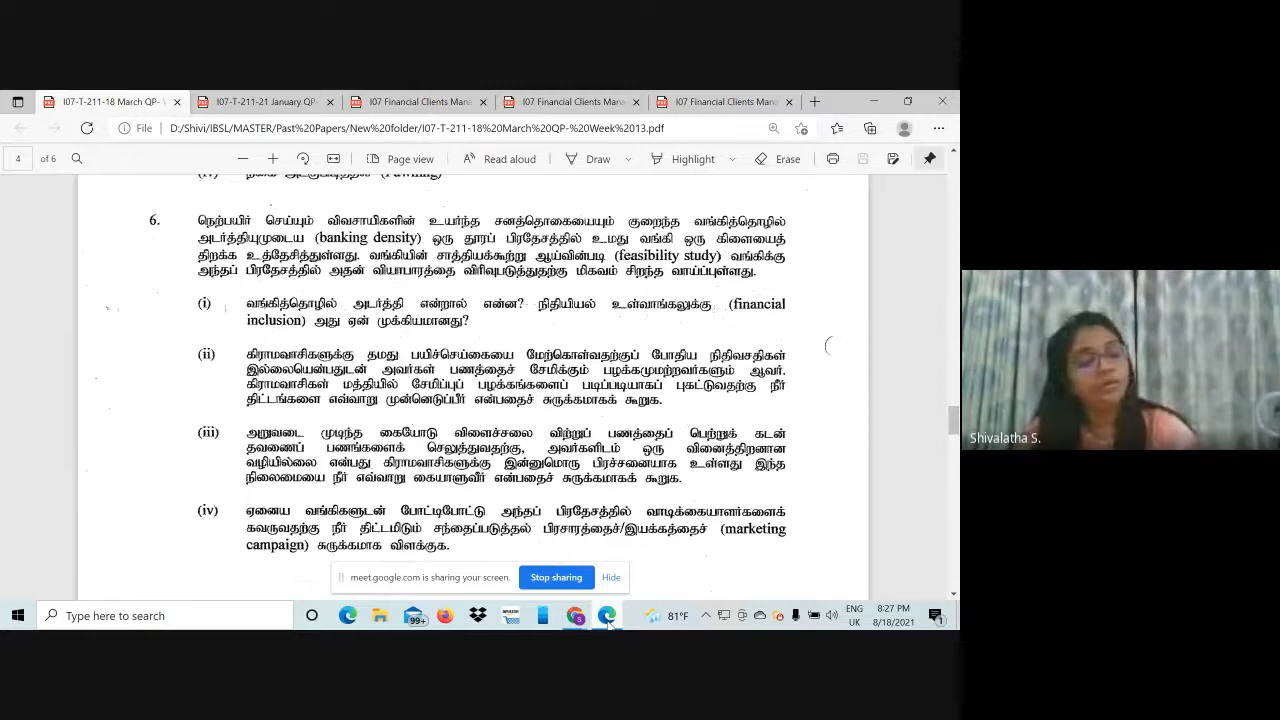 I07-T-211-18 March QP- W
I07-T-211-21 January QP-
I07 Financial Clients Mana
I07 Financial Clients Mana
I07 Financial Clients Mana
File
D:/Shivi/IBSL/MASTER/Past%20Papers/New%20folder/I07-T-211-18%20March%20QP-%20Week%2013.pdf
4 of 6
Page view
Read aloud
Draw
Highlight
Erase
6. நெற்பயிர் செய்யும் விவசாயிகளின் உயர்ந்த சனத்தொகையையும் குறைந்த வங்கித்தொழில்
அடர்த்தியுமுடைய (banking density) ஒரு தூரப் பிரதேசத்தில் உமது வங்கி ஒரு கிளையைத்
திறக்க உத்தேசித்துள்ளது. வங்கியின் சாத்தியக்கூற்று ஆய்வின்படி (feasibility study) வங்கிக்கு
அந்தப் பிரதேசத்தில் அதன் வியாபாரத்தை விரிவுபடுத்துதற்கு மிகவம் சிறந்த வாய்ப்புள்ளது.
(i) வங்கித்தொழில் அடர்த்தி என்றால் என்ன? நிதியியல் உள்வாங்கலுக்கு (financial
inclusion) அது ஏன் முக்கியமானது?
(ii) கிராமவாசிகளுக்கு தமது பயிச்செய்கையை மேற்கொள்வதற்குப் போதிய நிதிவசதிகள்
இல்லையென்பதுடன் அவர்கள் பணத்தைச் சேமிக்கும் பழக்கமுமற்றவர்களும் ஆவர்.
கிராமவாசிகள் மத்தியில் சேமிப்புப் பழக்கங்களைப் படிப்படியாகப் புகட்டுவதற்கு நீர்
திட்டங்களை எவ்வாறு முன்னெடுப்பீர் என்பதைச் சுருக்கமாகக் கூறுக.
(iii) அறுவடை முடிந்த கையோடு விளைச்சலை விற்றுப் பணத்தைப் பெற்றுக் கடன்
தவணைப் பணங்களைக் செலுத்துவதற்கு, அவர்களிடம் ஒரு வினைத்திறனான
வழியில்லை என்பது கிராமவாசிகளுக்கு இன்னுமொரு பிரச்சனையாக உள்ளது இந்த
நிலைமையை நீர் எவ்வாறு கையாளுவீர் என்பதைச் சுருக்கமாகக் கூறுக.
(iv) ஏனைய வங்கிகளுடன் போட்டிபோட்டு அந்தப் பிரதேசத்தில் வாடிக்கையாளர்களைக்
கவருவதற்கு நீர் திட்டமிடும் சந்தைப்படுத்தல் பிரசாரத்தைச்/இயக்கத்தைச் (marketing
campaign) சுருக்கமாக விளக்குக.
meet.google.com is sharing your screen.
Stop sharing
Hide
Type here to search
99+
81°F
ENG
UK
8:27 PM
8/18/2021
1
Shivalatha S.